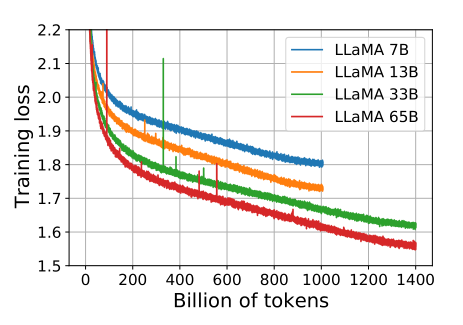 2.2
2.1
2.0
1.9
1.8
1.7
1.6
1.5
Training loss
LLaMA 7B
LLaMA 13B
LLaMA 33B
LLaMA 65B
0 200 400 600 800 1000 1200 1400
Billion of tokens